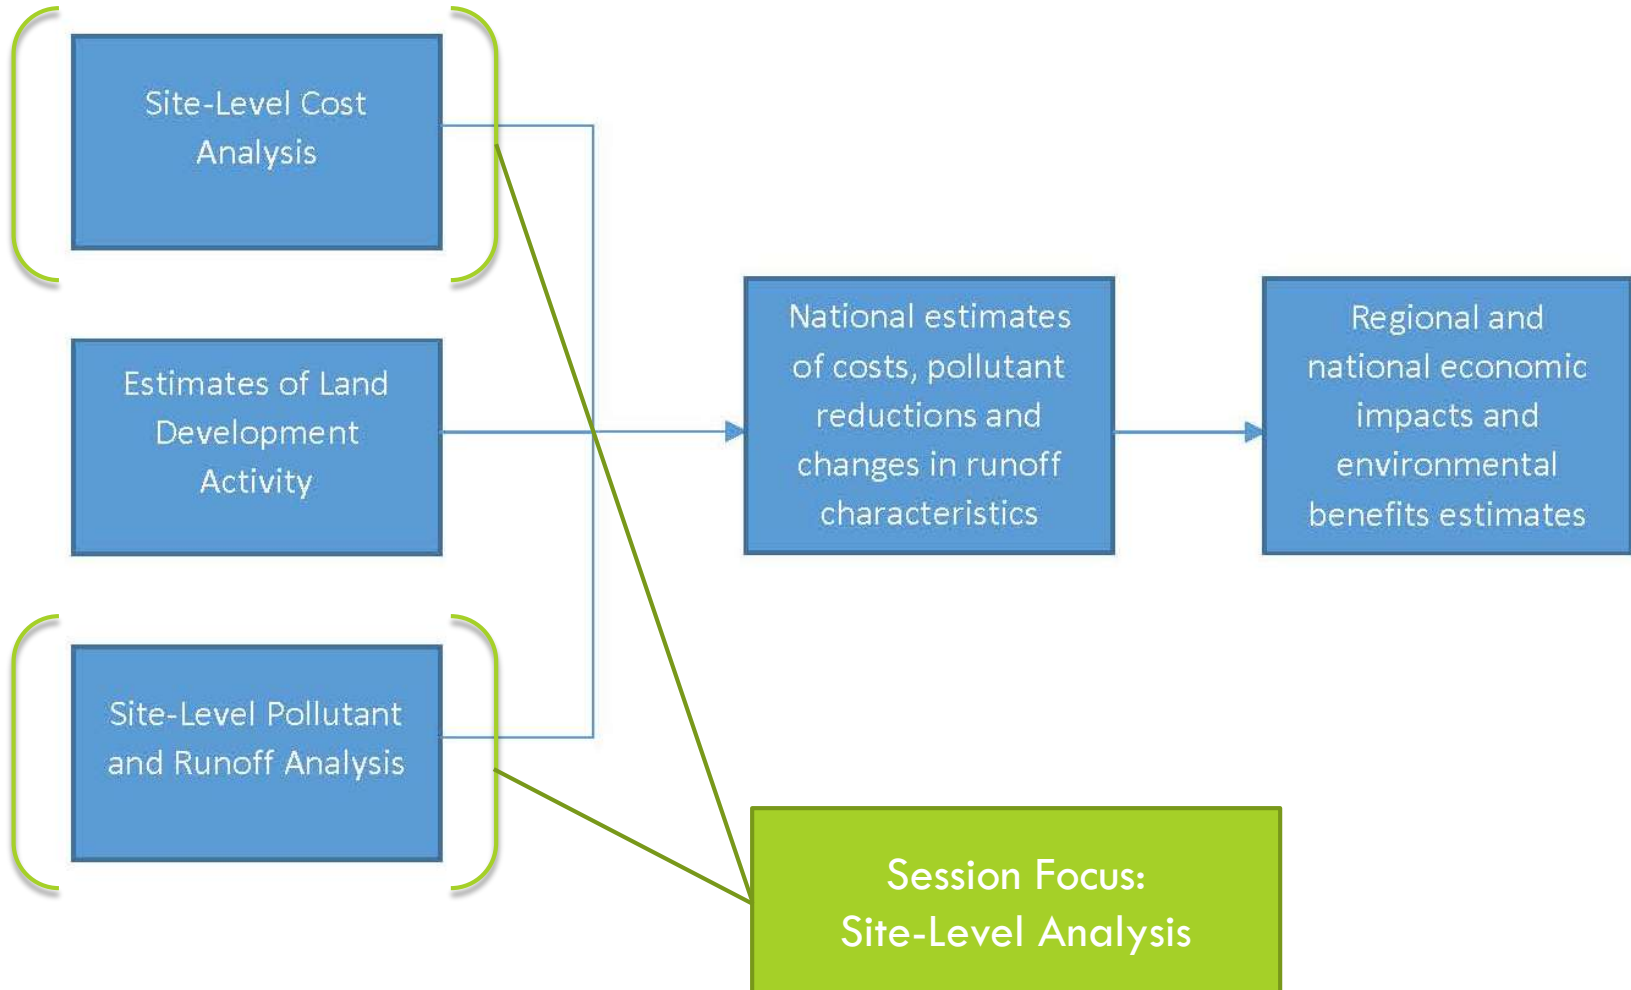 Site-Level Cost
Analysis
Estimates of Land
Development
Activity
Site-Level Pollutant
and Runoff Analysis
National estimates
of costs, pollutant
reductions and
changes in runoff
characteristics
Regional and
national economic
impacts and
environmental
benefits estimates
Session Focus:
Site-Level Analysis